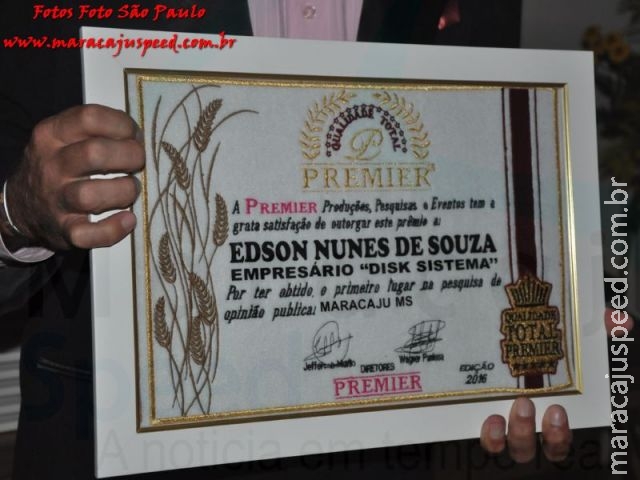 Fotos Foto São Paulo
www.maracajuspeed.com.br
QUALIDADE TOTAL
P
PREMIER
A PREMIER Produções, Pesquisas e Eventos tem a
grata satisfação de outorgar este prêmio a:
EDSON NUNES DE SOUZA
EMPRESÁRIO "DISK SISTEMA"
Por ter obtido o primeiro lugar na pesquisa de
opinião publica: MARACAJU MS
DIRETORES
EDIÇÃO
2016
PREMIER
QUALIDADE
TOTAL
PREMIER
maracajuspeed.com.br
A notícia em tempo real